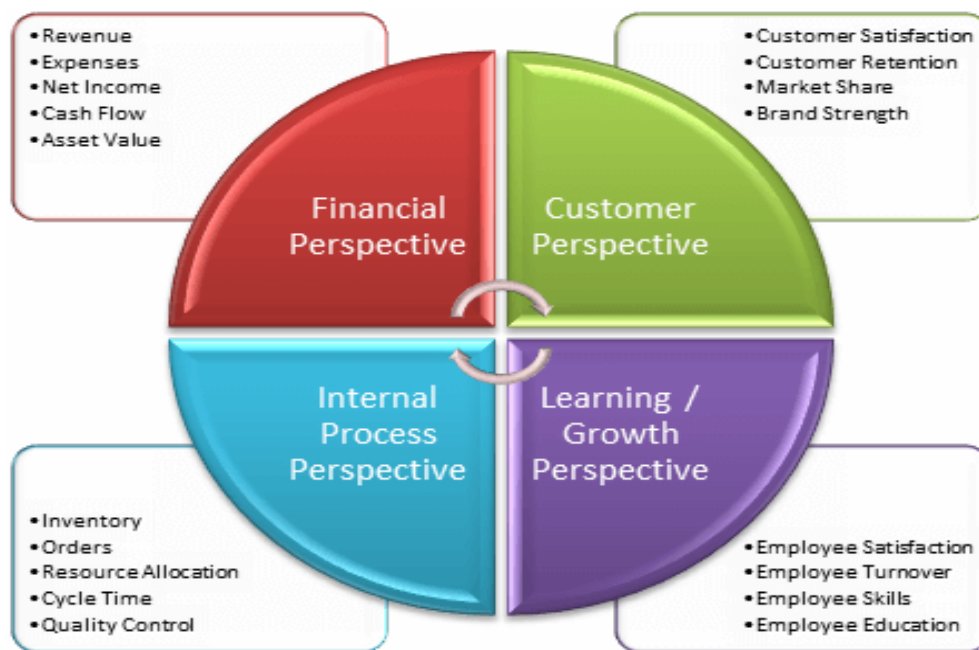 •Revenue
•Expenses
•Net Income
•Cash Flow
•Asset Value
•Customer Satisfaction
•Customer Retention
•Market Share
•Brand Strength
Financial
Perspective
Customer
Perspective
Internal
Process
Perspective
Learning /
Growth
Perspective
•Inventory
•Orders
•Resource Allocation
•Cycle Time
•Quality Control
•Employee Satisfaction
•Employee Turnover
•Employee Skills
•Employee Education